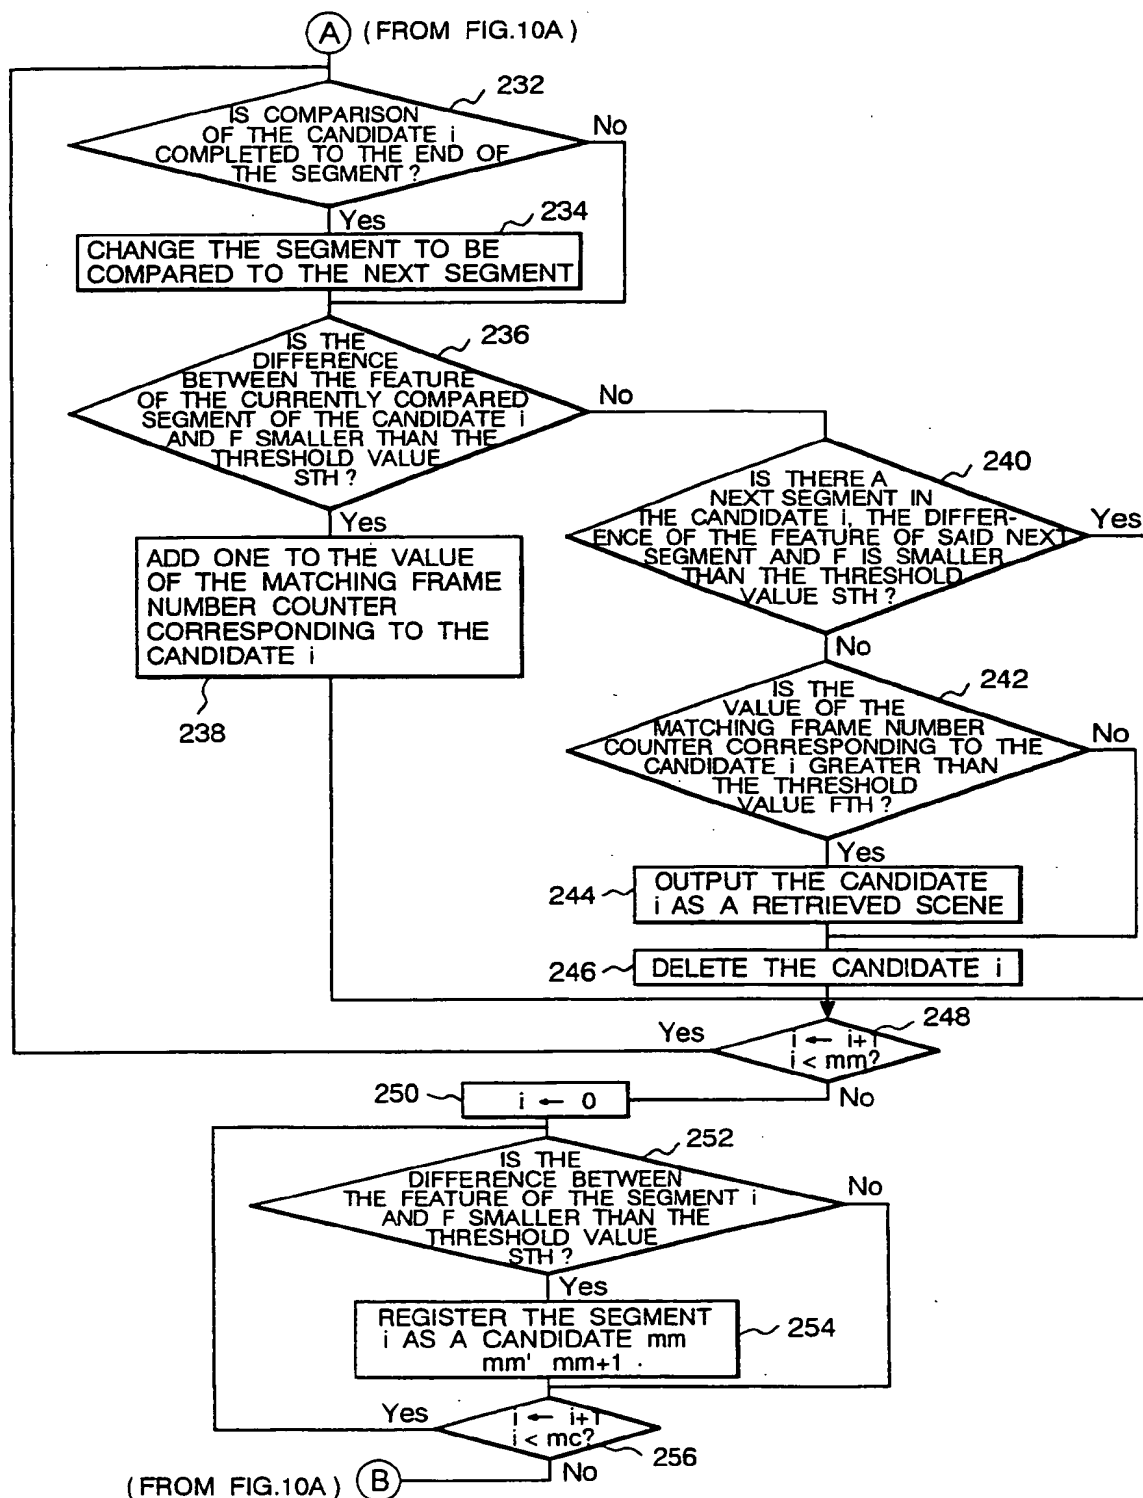 A (FROM FIG.10A)
232
IS COMPARISON
OF THE CANDIDATE i
COMPLETED TO THE END OF
THE SEGMENT?
No
Yes
234
CHANGE THE SEGMENT TO BE
COMPARED TO THE NEXT SEGMENT
236
IS THE
DIFFERENCE
BETWEEN THE FEATURE
OF THE CURRENTLY COMPARED
SEGMENT OF THE CANDIDATE i
AND F SMALLER THAN THE
THRESHOLD VALUE
STH?
No
Yes
ADD ONE TO THE VALUE
OF THE MATCHING FRAME
NUMBER COUNTER
CORRESPONDING TO THE
CANDIDATE i
238
240
IS THERE A
NEXT SEGMENT IN
THE CANDIDATE i, THE DIFFER-
ENCE OF THE FEATURE OF SAID NEXT
SEGMENT AND F IS SMALLER
THAN THE THRESHOLD
VALUE STH?
Yes
No
242
IS THE
VALUE OF THE
MATCHING FRAME NUMBER
COUNTER CORRESPONDING TO THE
CANDIDATE i GREATER THAN
THE THRESHOLD
VALUE FTH?
No
Yes
244
OUTPUT THE CANDIDATE
i AS A RETRIEVED SCENE
246
DELETE THE CANDIDATE i
248
i ← i+1
i < mm?
Yes
No
250
i ← 0
252
IS THE
DIFFERENCE BETWEEN
THE FEATURE OF THE SEGMENT i
AND F SMALLER THAN THE
THRESHOLD VALUE
STH?
No
Yes
REGISTER THE SEGMENT
i AS A CANDIDATE mm
mm' mm+1
254
i ← i+1
i < mc?
Yes
256
No
(FROM FIG.10A) B